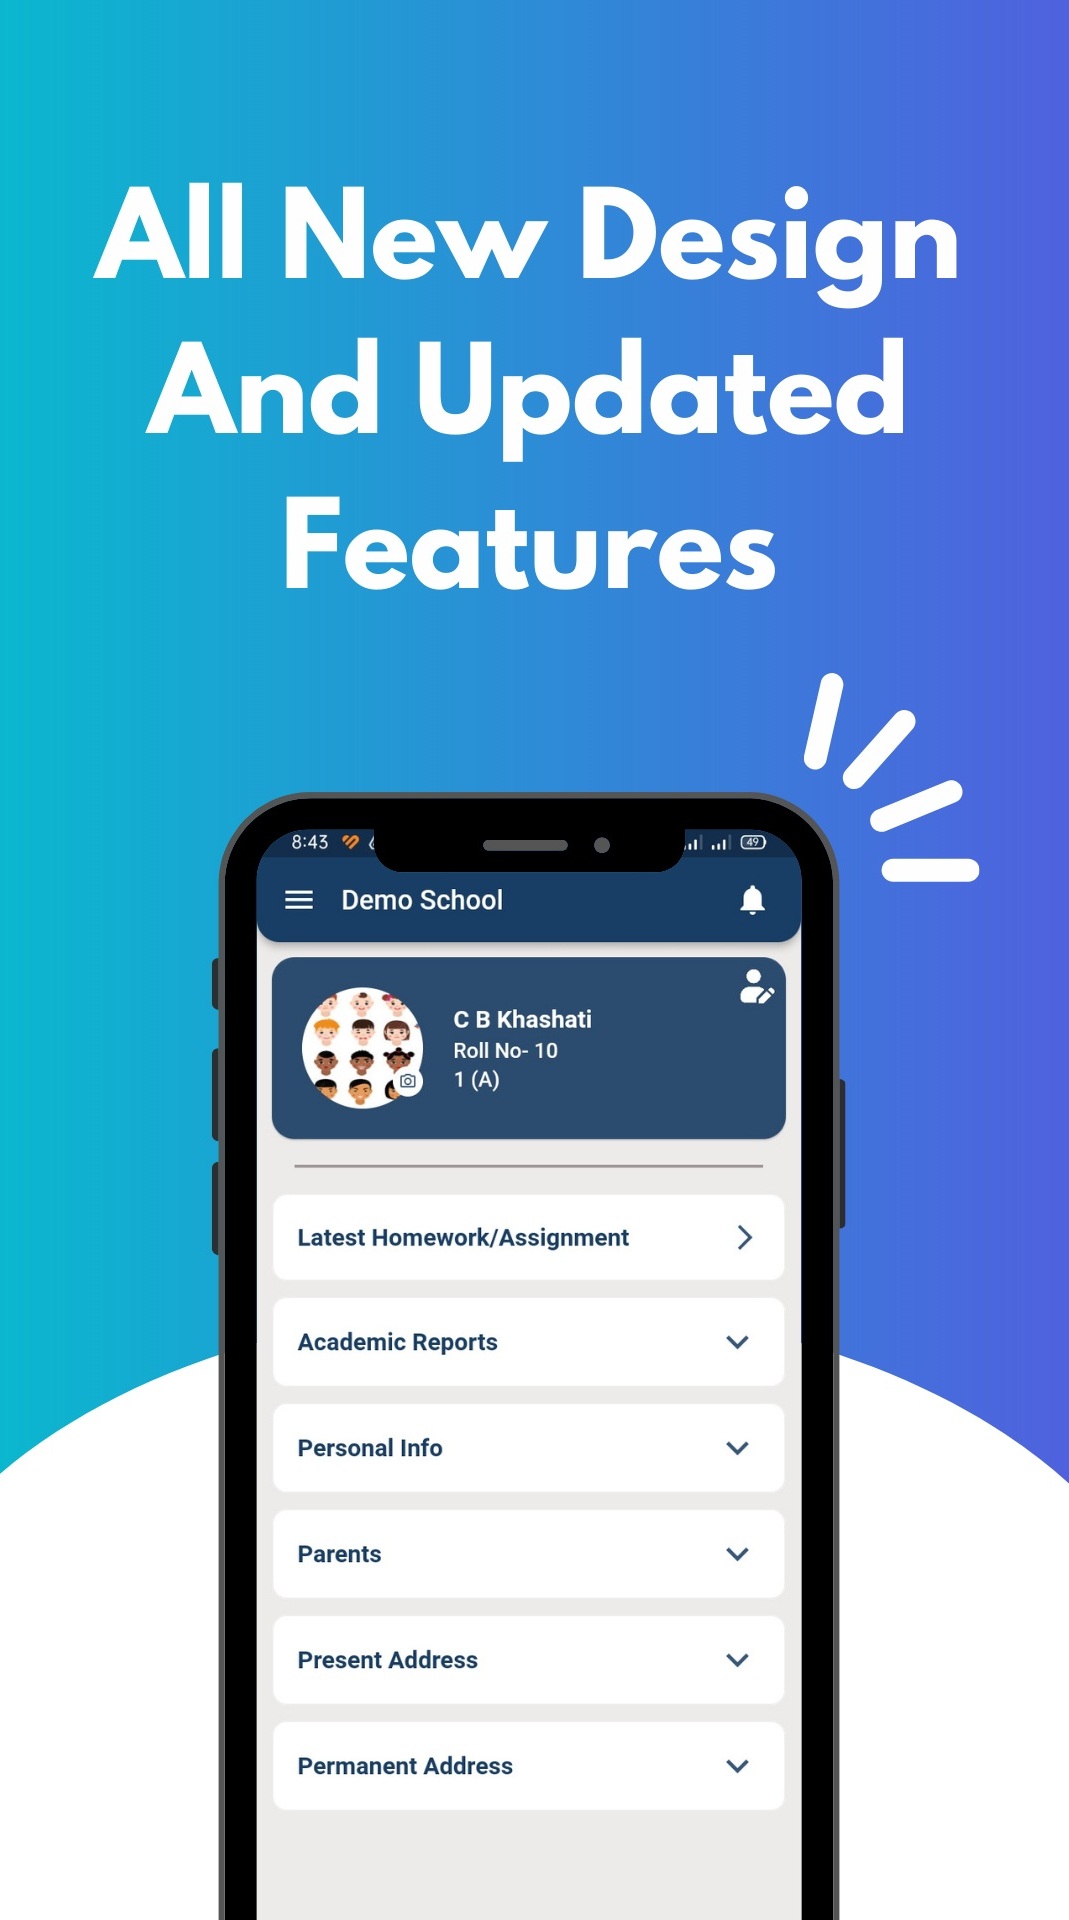 All New Design
And Updated
Features
8:43
49
Demo School
C B Khashati
Roll No- 10
1 (A)
Latest Homework/Assignment
Academic Reports
Personal Info
Parents
Present Address
Permanent Address